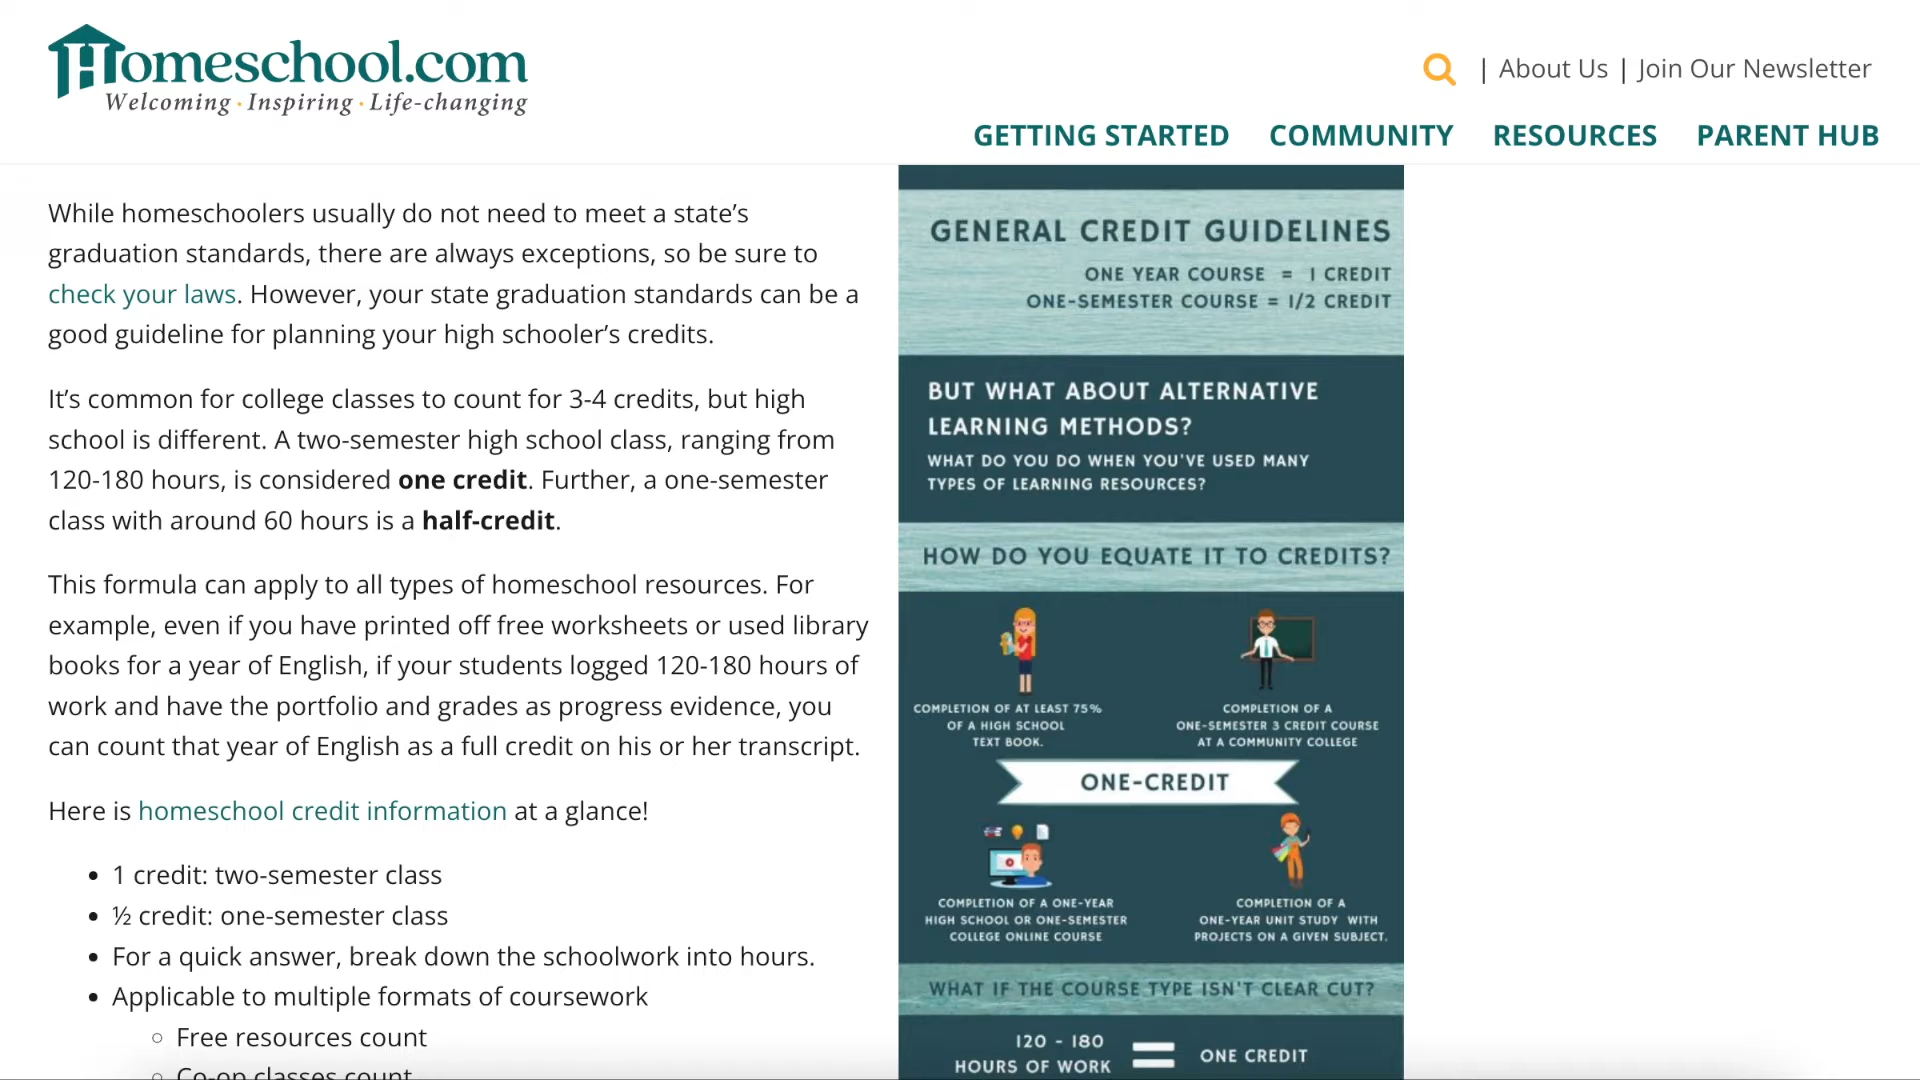 Homeschool.com
Welcoming · Inspiring · Life-changing
| About Us | Join Our Newsletter
GETTING STARTED COMMUNITY RESOURCES PARENT HUB
While homeschoolers usually do not need to meet a state’s
graduation standards, there are always exceptions, so be sure to
check your laws. However, your state graduation standards can be a
good guideline for planning your high schooler’s credits.
It’s common for college classes to count for 3-4 credits, but high
school is different. A two-semester high school class, ranging from
120-180 hours, is considered one credit. Further, a one-semester
class with around 60 hours is a half-credit.
This formula can apply to all types of homeschool resources. For
example, even if you have printed off free worksheets or used library
books for a year of English, if your students logged 120-180 hours of
work and have the portfolio and grades as progress evidence, you
can count that year of English as a full credit on his or her transcript.
Here is homeschool credit information at a glance!
• 1 credit: two-semester class
• ½ credit: one-semester class
• For a quick answer, break down the schoolwork into hours.
• Applicable to multiple formats of coursework
○ Free resources count
○ Co-op classes count
GENERAL CREDIT GUIDELINES
ONE YEAR COURSE = 1 CREDIT
ONE-SEMESTER COURSE = 1/2 CREDIT
BUT WHAT ABOUT ALTERNATIVE
LEARNING METHODS?
WHAT DO YOU DO WHEN YOU'VE USED MANY
TYPES OF LEARNING RESOURCES?
HOW DO YOU EQUATE IT TO CREDITS?
COMPLETION OF AT LEAST 75%
OF A HIGH SCHOOL
TEXT BOOK.
COMPLETION OF A
ONE-SEMESTER 3 CREDIT COURSE
AT A COMMUNITY COLLEGE
ONE-CREDIT
COMPLETION OF A ONE-YEAR
HIGH SCHOOL OR ONE-SEMESTER
COLLEGE ONLINE COURSE
COMPLETION OF A
ONE-YEAR UNIT STUDY WITH
PROJECTS ON A GIVEN SUBJECT.
WHAT IF THE COURSE TYPE ISN'T CLEAR CUT?
120 - 180
HOURS OF WORK = ONE CREDIT